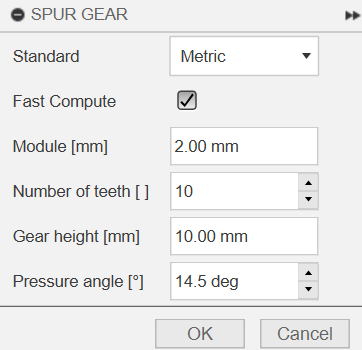 SPUR GEAR
Standard Metric
Fast Compute
Module [mm] 2.00 mm
Number of teeth [ ] 10
Gear height [mm] 10.00 mm
Pressure angle [°] 14.5 deg
OK Cancel